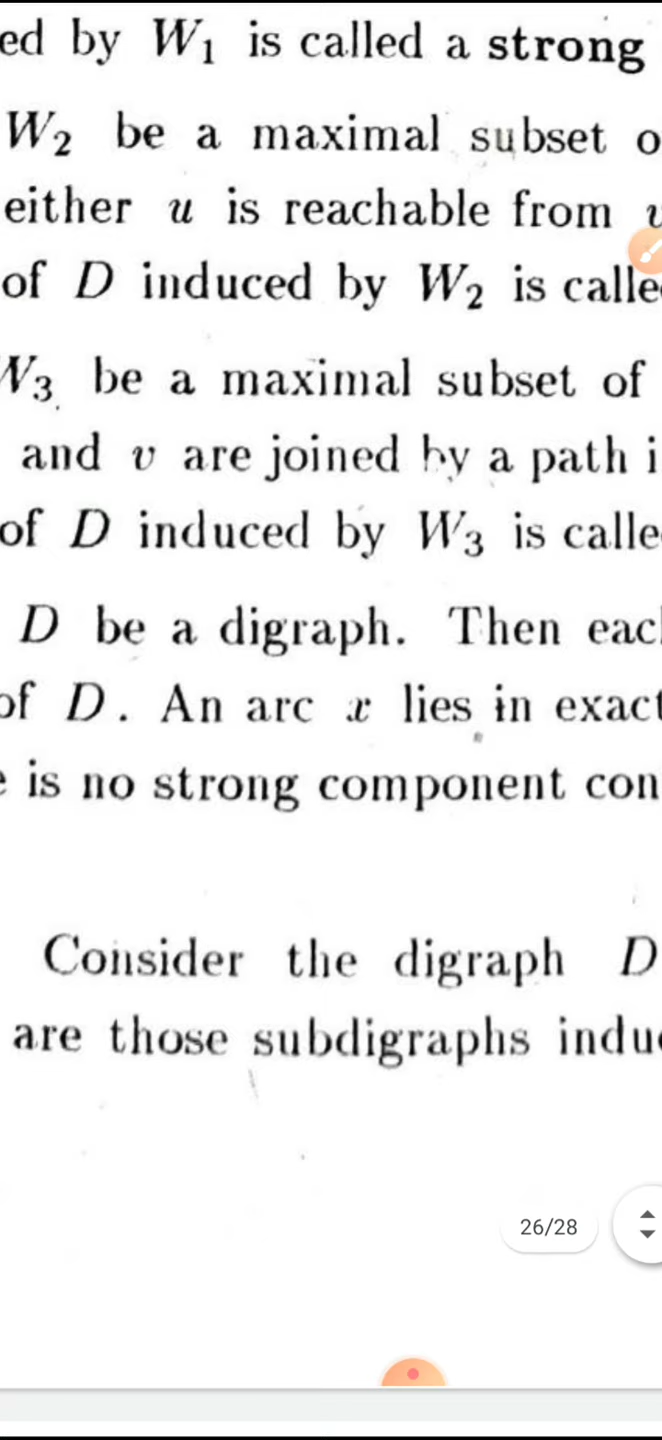 ed by W₁ is called a strong
W₂ be a maximal subset o
either u is reachable from
of D induced by W₂ is calle
W₃ be a maximal subset of
and v are joined by a path i
of D induced by W₃ is calle
D be a digraph. Then eac
of D. An arc x lies in exact
is no strong component con
Consider the digraph D
are those subdigraphs indu
26/28